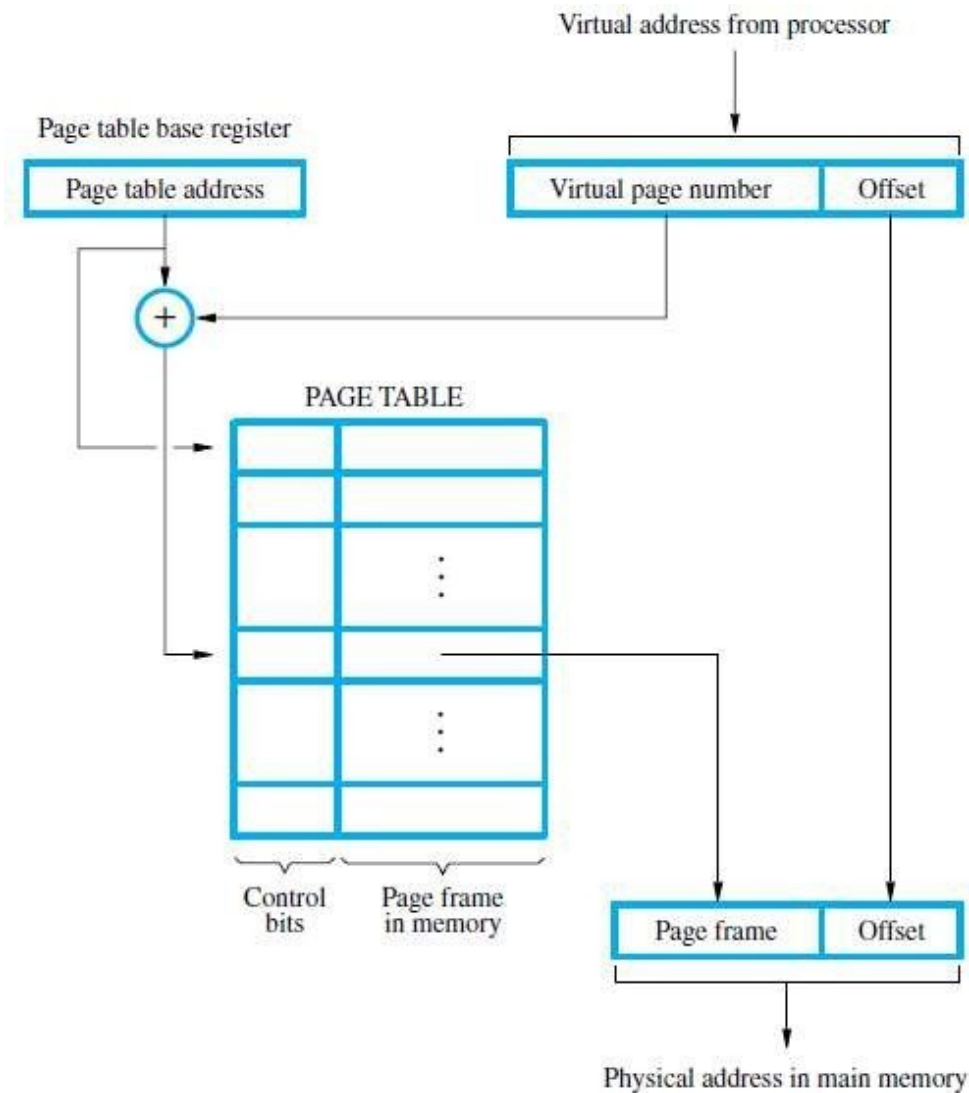 Virtual address from processor
Page table base register
Page table address
Virtual page number
Offset
+
PAGE TABLE
Control
bits
Page frame
in memory
Page frame
Offset
Physical address in main memory